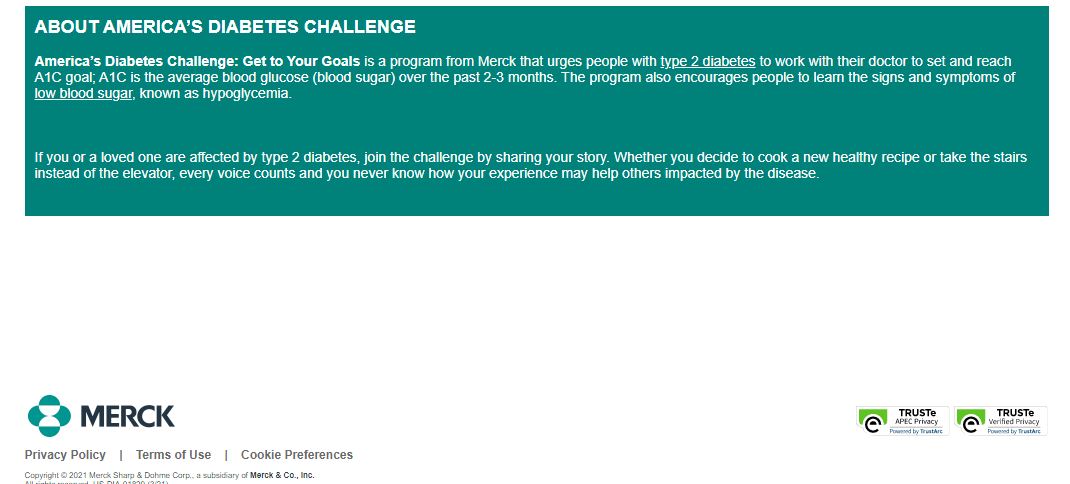 ABOUT AMERICA’S DIABETES CHALLENGE
America’s Diabetes Challenge: Get to Your Goals is a program from Merck that urges people with type 2 diabetes to work with their doctor to set and reach
A1C goal; A1C is the average blood glucose (blood sugar) over the past 2-3 months. The program also encourages people to learn the signs and symptoms of
low blood sugar, known as hypoglycemia.
If you or a loved one are affected by type 2 diabetes, join the challenge by sharing your story. Whether you decide to cook a new healthy recipe or take the stairs
instead of the elevator, every voice counts and you never know how your experience may help others impacted by the disease.
MERCK
TRUSTe
APEC Privacy
Powered by TrustArc
TRUSTe
Verified Privacy
Powered by TrustArc
Privacy Policy | Terms of Use | Cookie Preferences
Copyright © 2021 Merck Sharp & Dohme Corp., a subsidiary of Merck & Co., Inc.
All rights reserved.